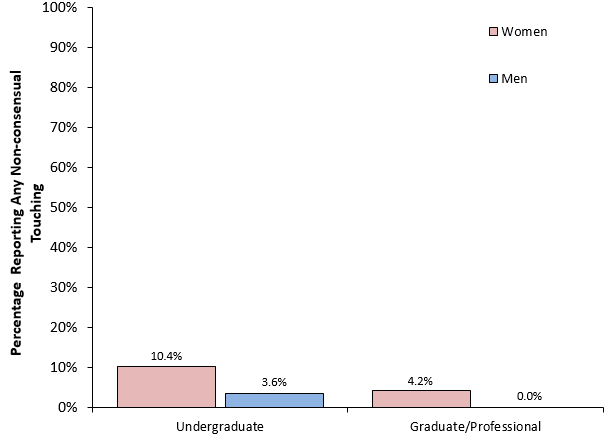 Percentage Reporting Any Non-consensual
Touching
100%
90%
80%
70%
60%
50%
40%
30%
20%
10%
0%
Women
Men
10.4%
3.6%
4.2%
0.0%
Undergraduate
Graduate/Professional